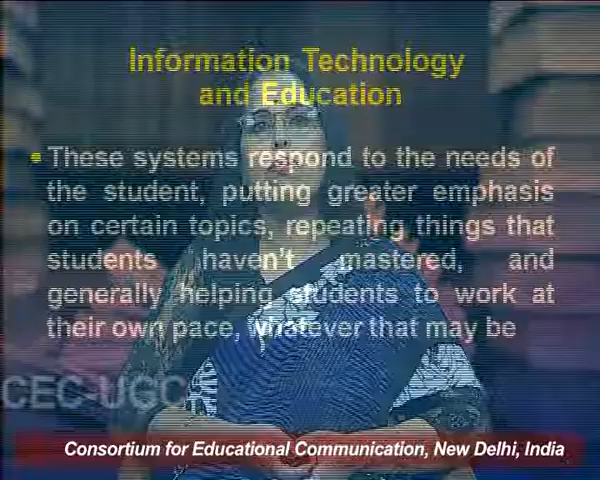 Information Technology
and Education
• These systems respond to the needs of
the student, putting greater emphasis
on certain topics, repeating things that
students haven't mastered, and
generally helping students to work at
their own pace, whatever that may be
CEC-UGC
Consortium for Educational Communication, New Delhi, India